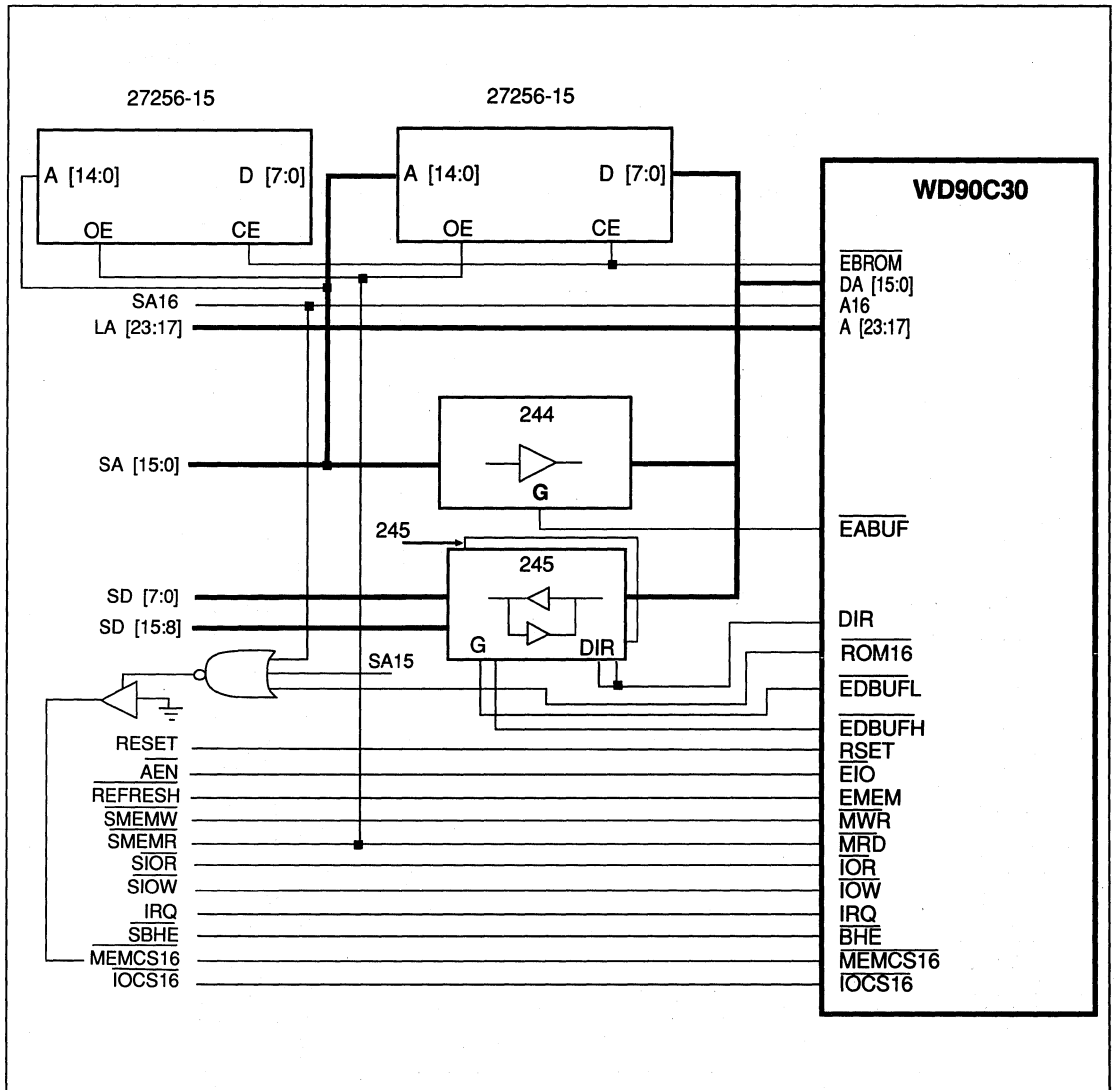 27256-15
27256-15
A [14:0] D [7:0]
OE CE
A [14:0] D [7:0]
OE CE
WD90C30
EBROM
DA [15:0]
SA16
A16
LA [23:17]
A [23:17]
244
SA [15:0]
G
EABUF
245
245
SD [7:0]
SD [15:8]
G DIR
DIR
SA15
ROM16
EDBUFL
EDBUFH
RESET
RSET
AEN
EIO
REFRESH
EMEM
SMEMW
MWR
SMEMR
MRD
SIOR
IOR
SIOW
IOW
IRQ
IRQ
SBHE
BHE
MEMCS16
MEMCS16
IOCS16
IOCS16